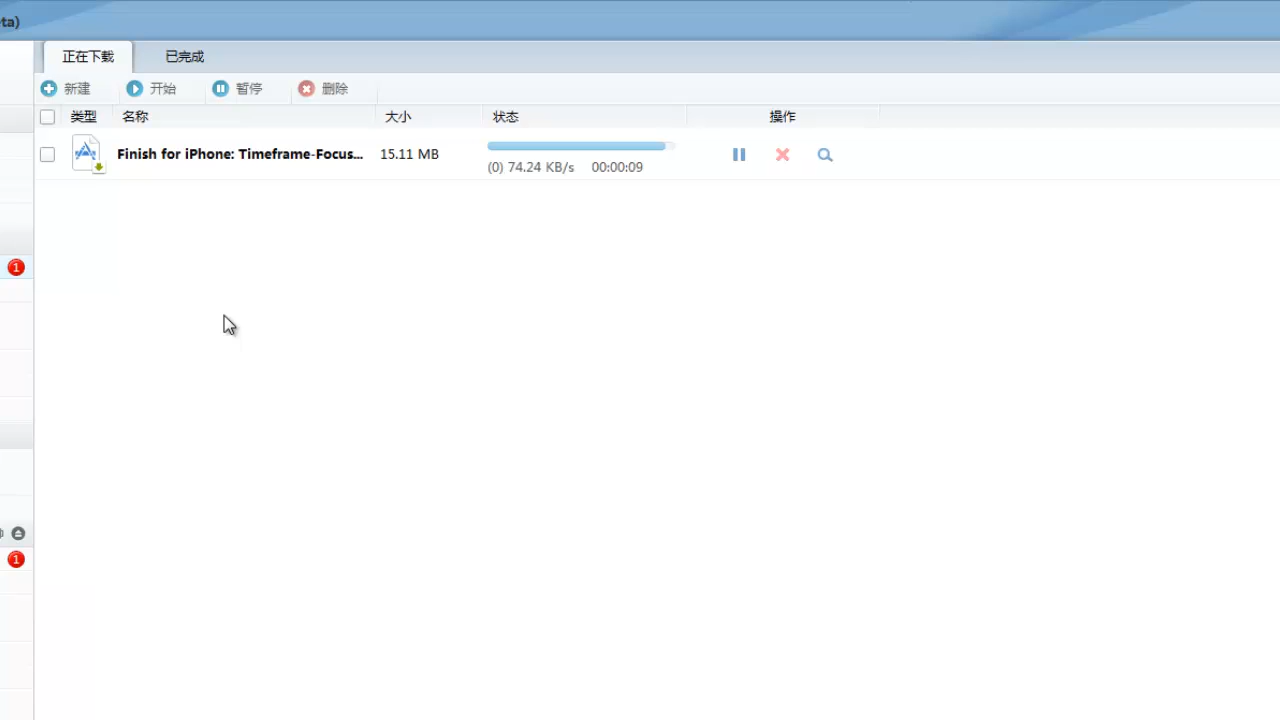 ta)
正在下载 已完成
新建 开始 暂停 删除
类型 名称 大小 状态 操作
Finish for iPhone: Timeframe-Focus... 15.11 MB
(0) 74.24 KB/s 00:00:09
1
1